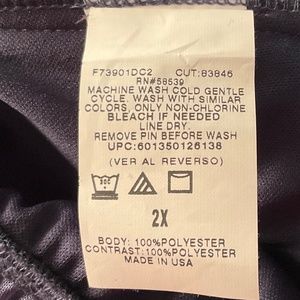 F73901DC2 CUT:83846
RN#58539
MACHINE WASH COLD GENTLE
CYCLE. WASH WITH SIMILAR
COLORS, ONLY NON-CHLORINE
BLEACH IF NEEDED
LINE DRY.
REMOVE PIN BEFORE WASH
UPC:601350126138
(VER AL REVERSO)
2X
BODY: 100%POLYESTER
CONTRAST:100%POLYESTER
MADE IN USA